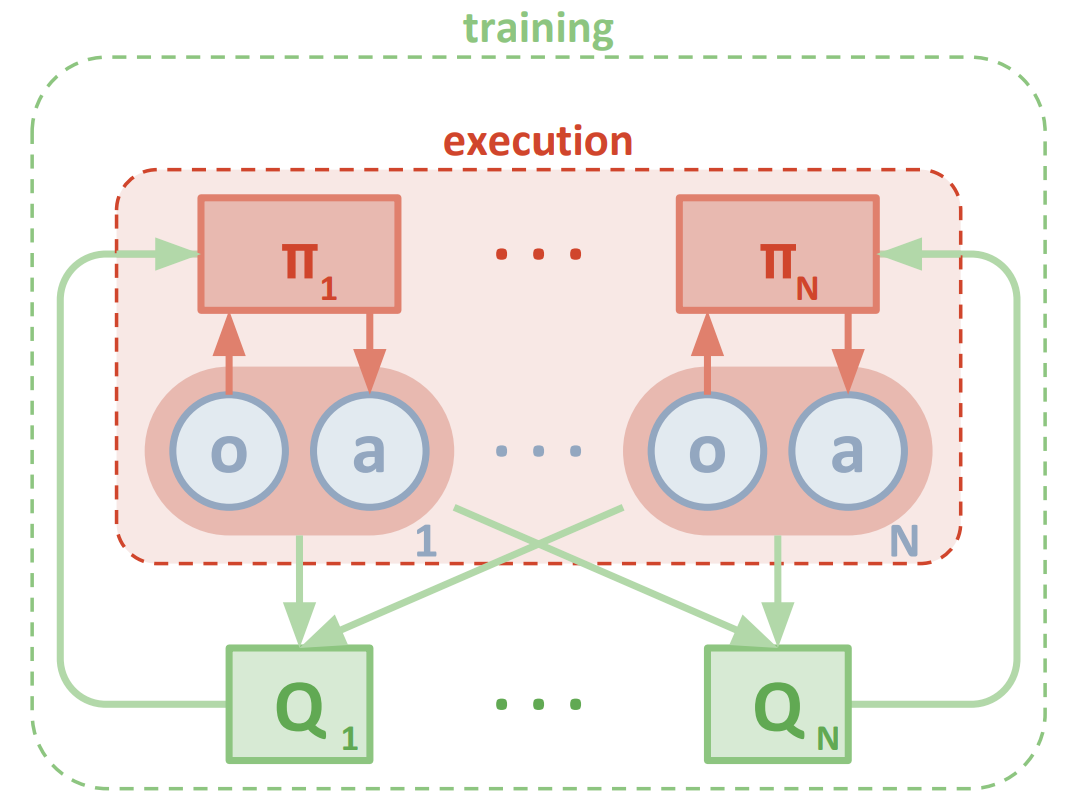 training
execution
π1 ... πN
o a ... o a
1 N
Q1 ... QN